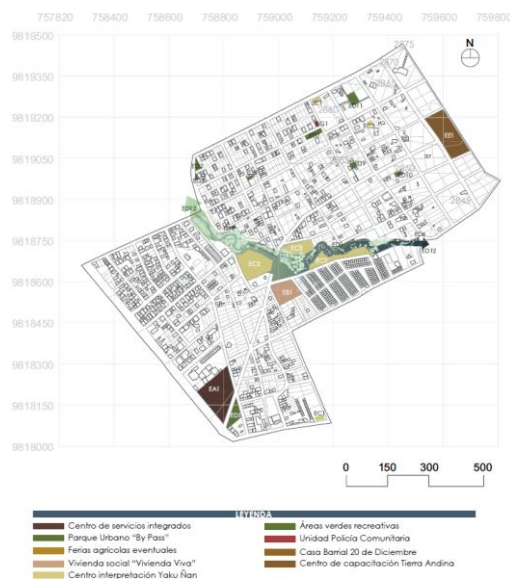 757820 758200 758600 759000 759200 759400 759600 759800
9819500
9819350
9819200
9819050
9818900
9818750
9818600
9818450
9818300
9818150
9818000
N
EE1
EC2
EB1
EA1
0 150 300 500
LEYENDA
Centro de servicios integrados
Parque Urbano "By Pass"
Ferias agrícolas eventuales
Vivienda social "Vivienda Viva"
Centro interpretación Yaku Ñan
Áreas verdes recreativas
Unidad Policía Comunitaria
Casa Barrial 20 de Diciembre
Centro de capacitación Tierra Andina